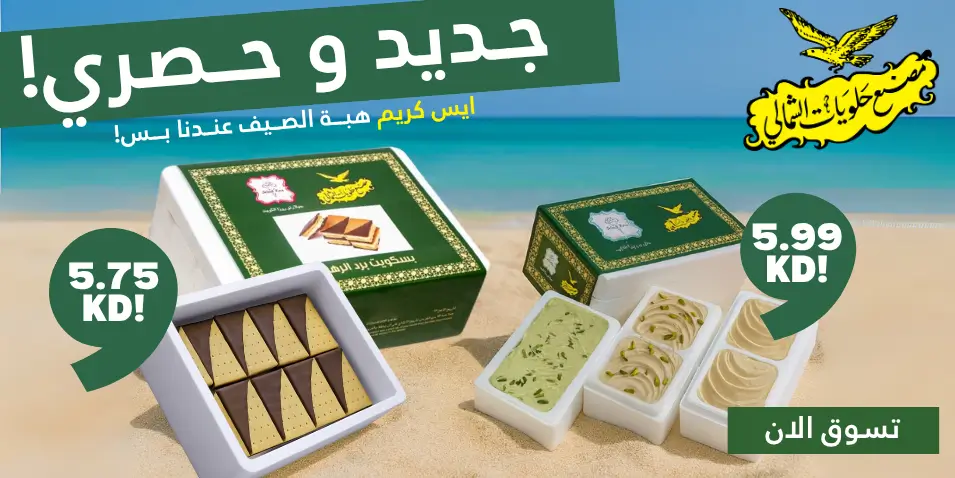 جديد و حصري!
ايس كريم هبة الصيف عندنا بس!
مصنع حلويات الشمالي
5.75
KD!
5.99
KD!
بسكويت برد الرهش
تسوق الان